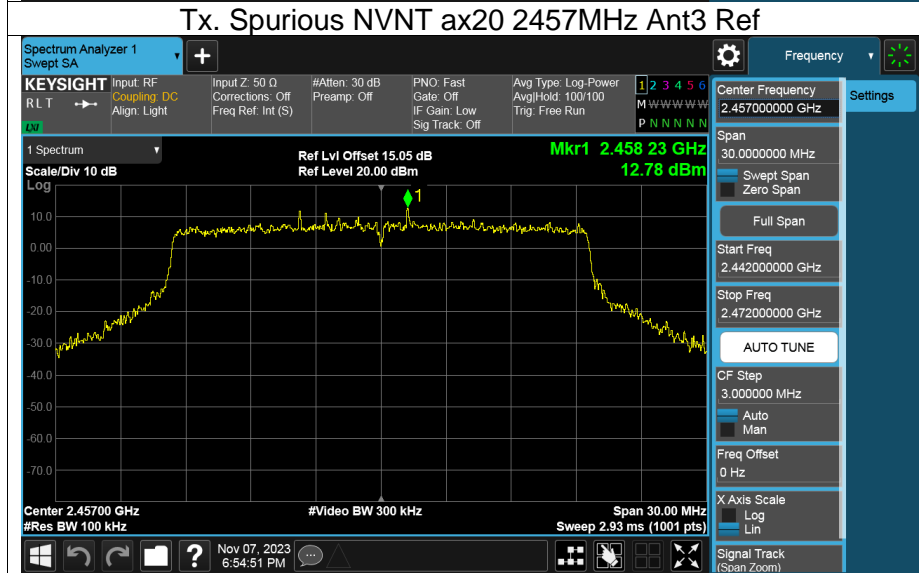 Tx. Spurious NVNT ax20 2457MHz Ant3 Ref
Spectrum Analyzer 1
Swept SA
+
Frequency
KEYSIGHT
RLT
LXI
Input: RF
Coupling: DC
Align: Light
Input Z: 50 Ω
Corrections: Off
Freq Ref: Int (S)
#Atten: 30 dB
Preamp: Off
PNO: Fast
Gate: Off
IF Gain: Low
Sig Track: Off
Avg Type: Log-Power
Avg|Hold: 100/100
Trig: Free Run
1 2 3 4 5 6
M W W W W W
P N N N N N
1 Spectrum
Scale/Div 10 dB
Ref Lvl Offset 15.05 dB
Ref Level 20.00 dBm
Mkr1 2.458 23 GHz
12.78 dBm
Log
1
10.0
0.00
-10.0
-20.0
-30.0
-40.0
-50.0
-60.0
-70.0
Center 2.45700 GHz
#Res BW 100 kHz
#Video BW 300 kHz
Span 30.00 MHz
Sweep 2.93 ms (1001 pts)
?
Nov 07, 2023
6:54:51 PM
Center Frequency
2.457000000 GHz
Settings
Span
30.0000000 MHz
Swept Span
Zero Span
Full Span
Start Freq
2.442000000 GHz
Stop Freq
2.472000000 GHz
AUTO TUNE
CF Step
3.000000 MHz
Auto
Man
Freq Offset
0 Hz
X Axis Scale
Log
Lin
Signal Track
(Span Zoom)